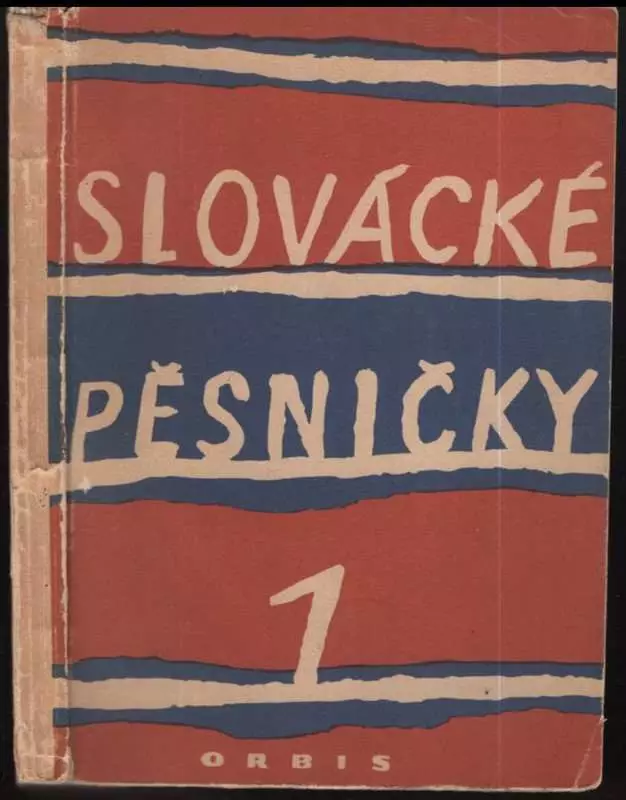 SLOVÁCKÉ
PĚSNIČKY
1
ORBIS